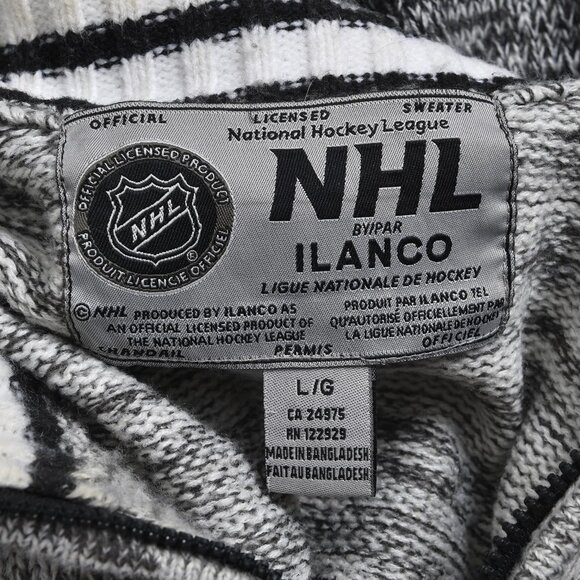 OFFICIAL LICENSED SWEATER
National Hockey League
OFFICIAL LICENSED PRODUCT
NHL
®
PRODUIT LICENCIE OFFICIEL
NHL
BY/PAR
ILANCO
LIGUE NATIONALE DE HOCKEY
© NHL PRODUCED BY ILANCO AS
AN OFFICIAL LICENSED PRODUCT OF
THE NATIONAL HOCKEY LEAGUE
PRODUIT PAR ILANCO TEL
QU'AUTORISÉ OFFICIELLEMENT PAR
LA LIGUE NATIONALE DE HOCKEY
CHANDAIL PERMIS OFFICIEL
L/G
CA 24975
RN 122929
MADE IN BANGLADESH
FAIT AU BANGLADESH